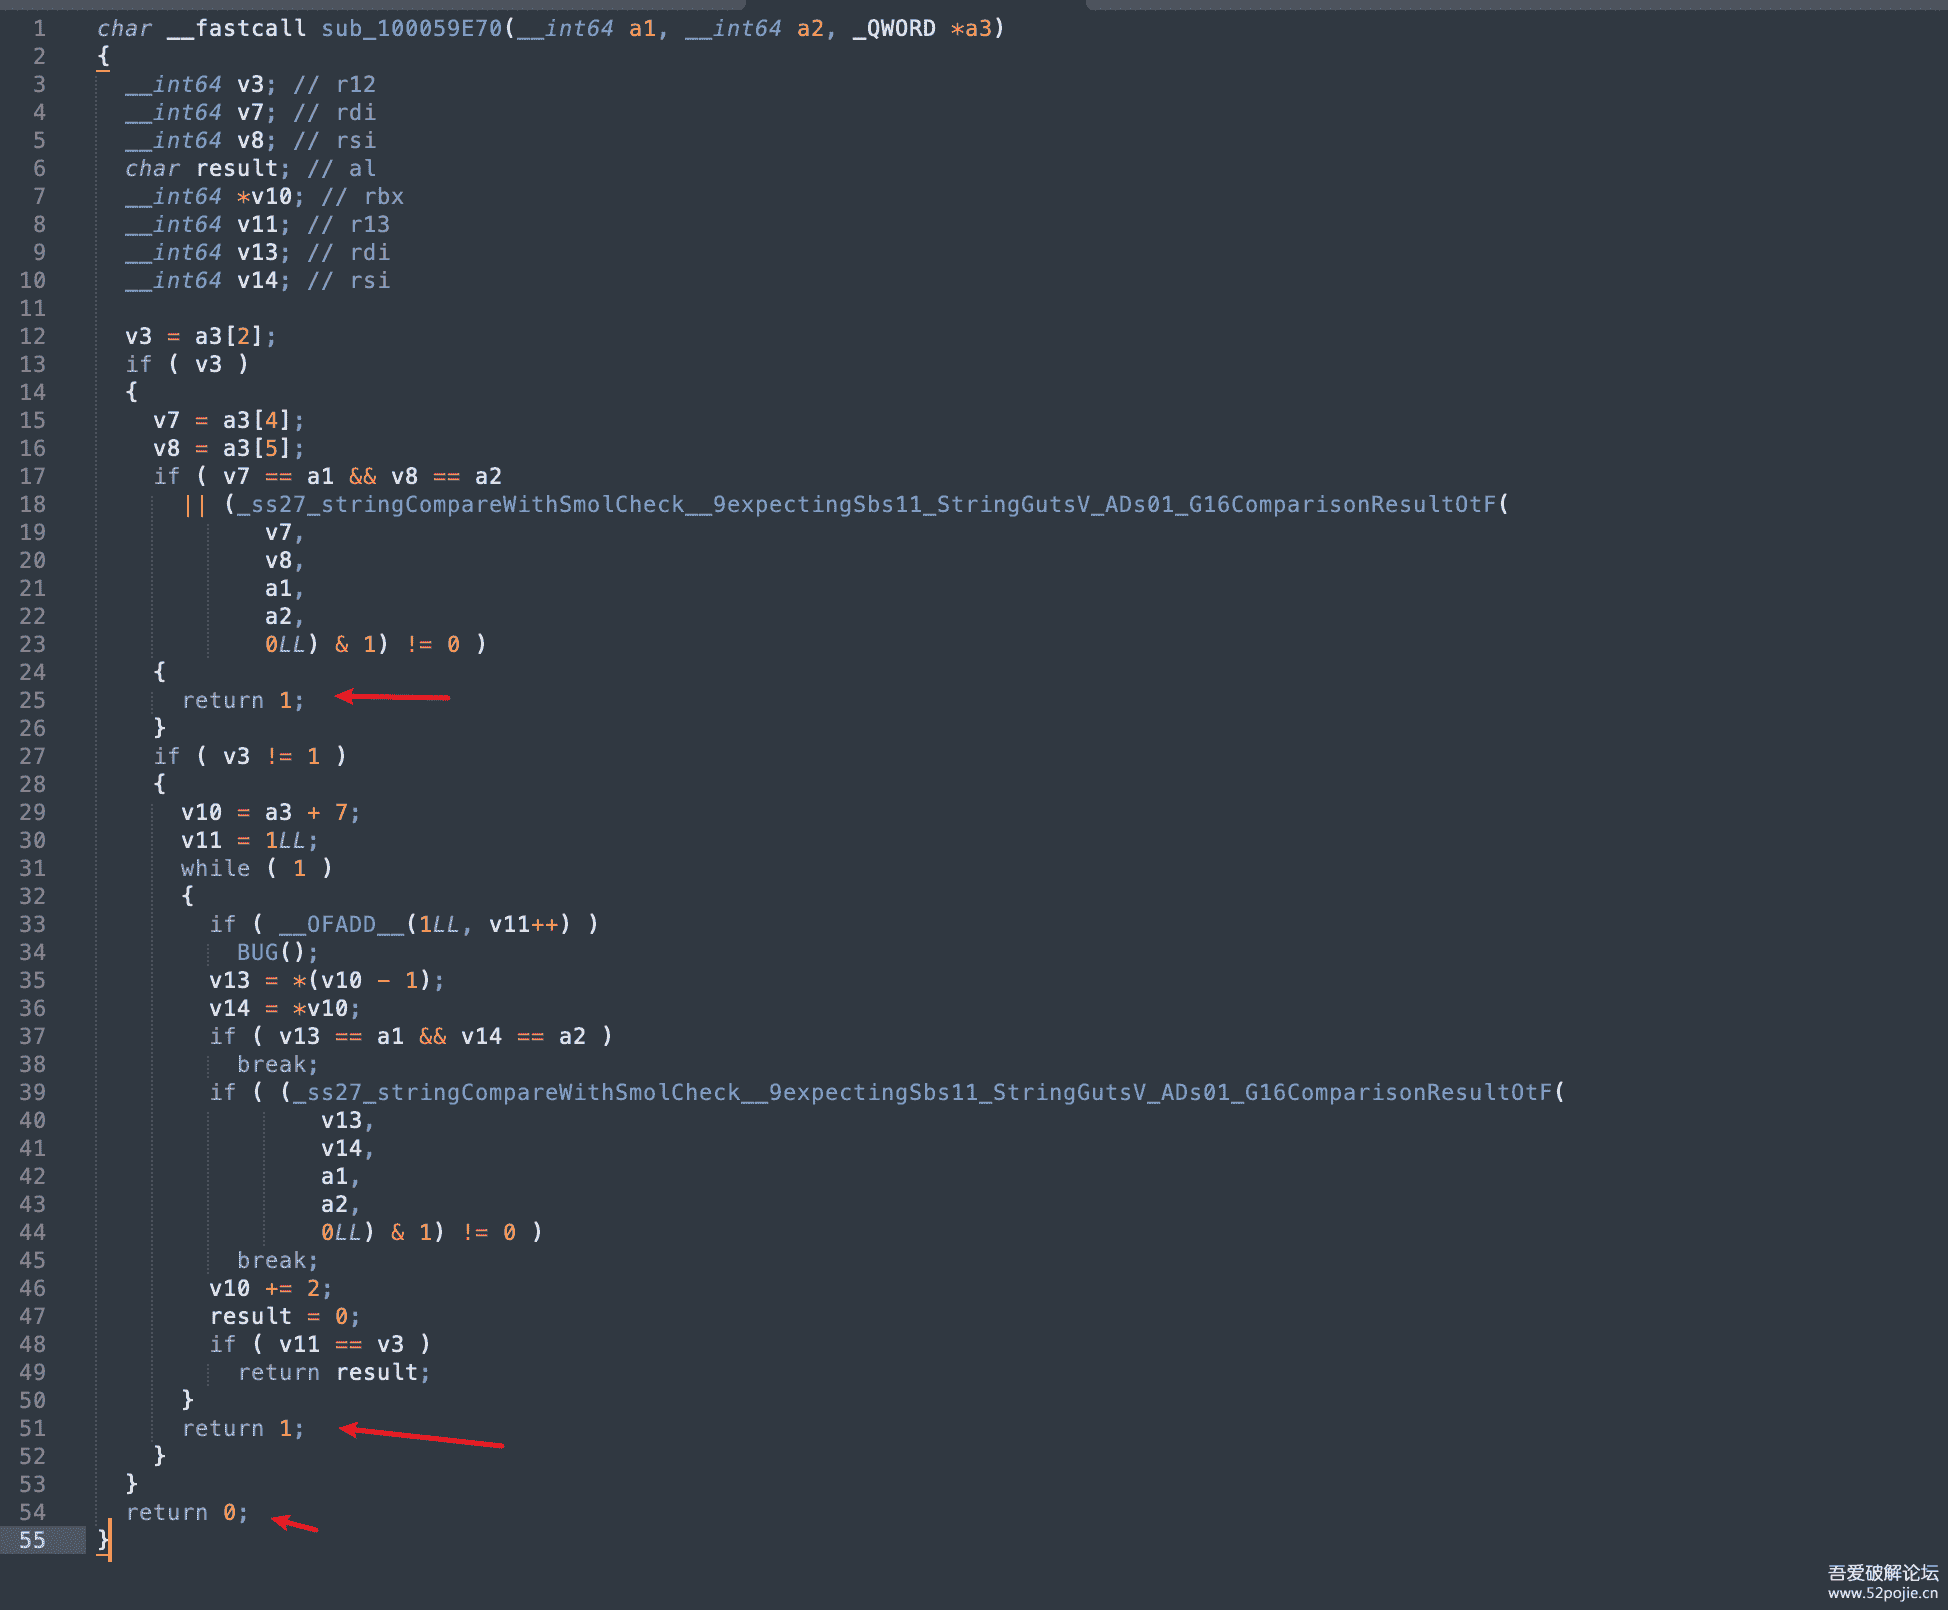 1 char __fastcall sub_100059E70(__int64 a1, __int64 a2, _QWORD *a3)
2 {
3 __int64 v3; // r12
4 __int64 v7; // rdi
5 __int64 v8; // rsi
6 char result; // al
7 __int64 *v10; // rbx
8 __int64 v11; // r13
9 __int64 v13; // rdi
10 __int64 v14; // rsi
11
12 v3 = a3[2];
13 if ( v3 )
14 {
15 v7 = a3[4];
16 v8 = a3[5];
17 if ( v7 == a1 && v8 == a2
18 || (_ss27_stringCompareWithSmolCheck__9expectingSbs11_StringGutsV_ADs01_G16ComparisonResultOtF(
19 v7,
20 v8,
21 a1,
22 a2,
23 0LL) & 1) != 0 )
24 {
25 return 1;
26 }
27 if ( v3 != 1 )
28 {
29 v10 = a3 + 7;
30 v11 = 1LL;
31 while ( 1 )
32 {
33 if ( __OFADD__(1LL, v11++) )
34 BUG();
35 v13 = *(v10 - 1);
36 v14 = *v10;
37 if ( v13 == a1 && v14 == a2 )
38 break;
39 if ( (_ss27_stringCompareWithSmolCheck__9expectingSbs11_StringGutsV_ADs01_G16ComparisonResultOtF(
40 v13,
41 v14,
42 a1,
43 a2,
44 0LL) & 1) != 0 )
45 break;
46 v10 += 2;
47 result = 0;
48 if ( v11 == v3 )
49 return result;
50 }
51 return 1;
52 }
53 }
54 return 0;
55 }
吾爱破解论坛
www.52pojie.cn